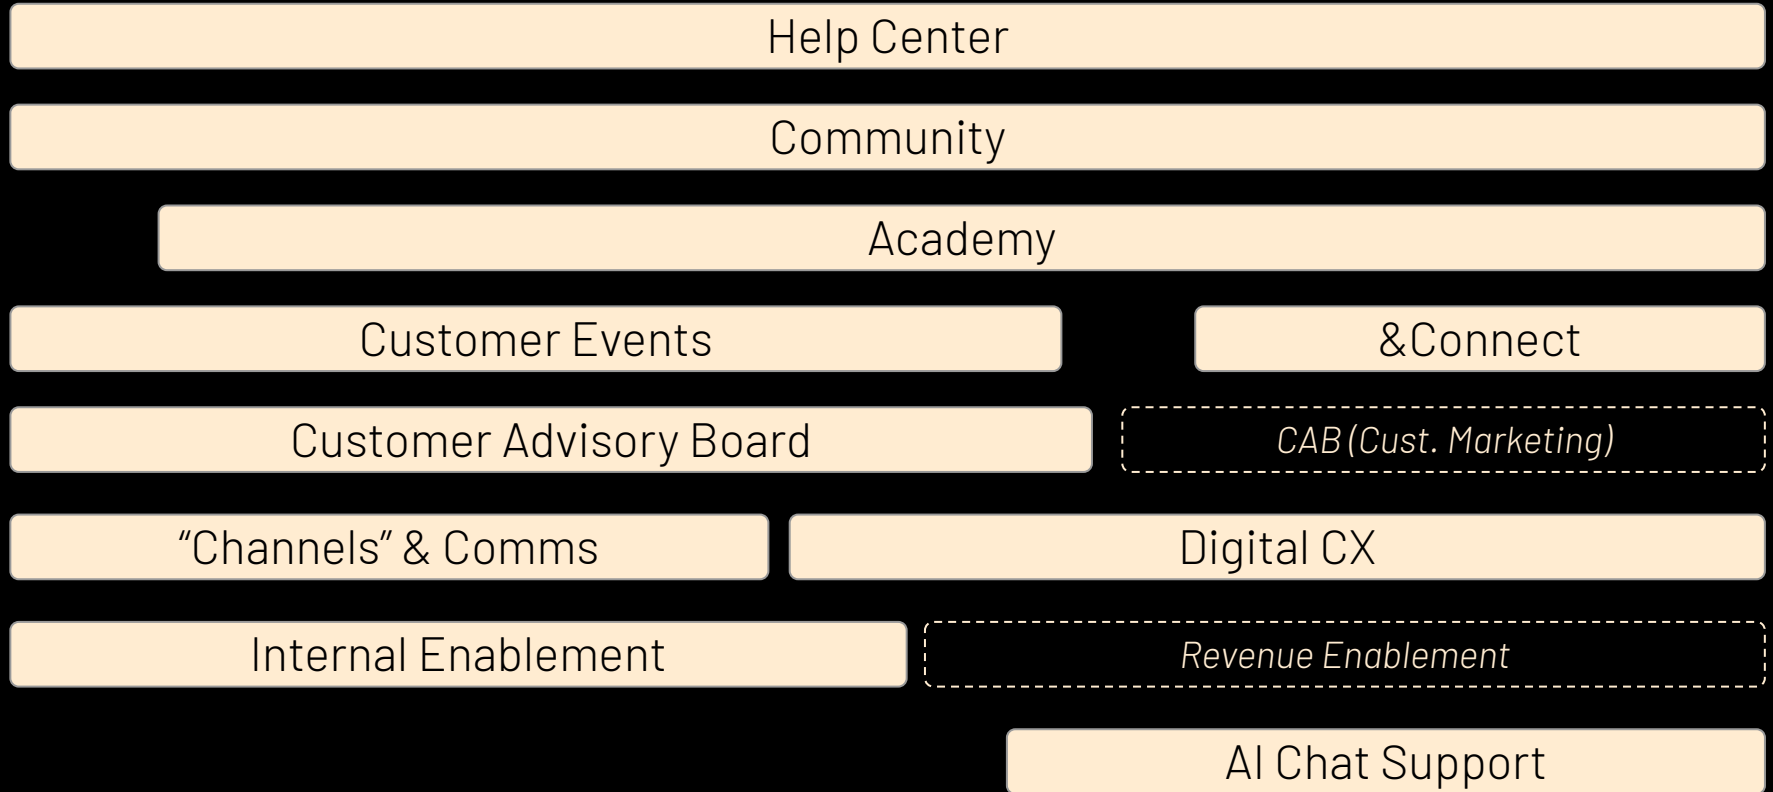 Help Center
Community
Academy
Customer Events
&Connect
Customer Advisory Board
CAB (Cust. Marketing)
“Channels” & Comms
Digital CX
Internal Enablement
Revenue Enablement
AI Chat Support